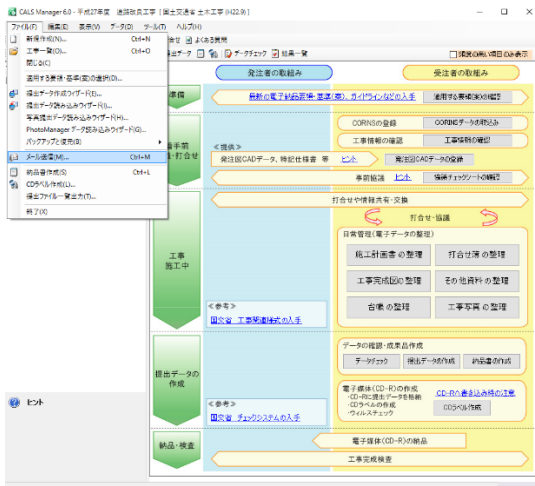 CALS Manager 6.1 - 平成27年度 道路改良工事 [ 国土交通省 土木工事 (H22.9) ]
ファイル(F) 編集(E) 表示(V) データ(D) ツール(T) ヘルプ(H)
新規作成(N)... Ctrl+N
合せ よくある質問
工事一覧(O)... Ctrl+O
提出データ データチェック 結果一覧
閉じる(C)
適用する要領・基準(案)の選択(D)...
提出データ作成ウィザード(E)...
提出データ読み込みウィザード(I)...
提出データ読み込みウィザード(H)...
PhotoManager データ読み込みウィザード(G)...
バックアップと復元(B)
メール送信(M)... Ctrl+M
納品書作成(S) Ctrl+L
CDラベル作成(L)...
提出ファイル一覧出力(T)...
終了(X)
発注者の取組み
受注者の取組み
準備
最新の電子納品要領・基準(案)、ガイドラインなどの入手
着手前
・打合せ
CORINSの登録
CORINSデータの取込み
工事情報の確認
工事情報の確認
≪提供≫
発注図CADデータ、特記仕様書 等
ヒント
発注図CADデータの登録
事前協議
ヒント
協議チェックシートの確認
打合せや情報共有・交換
打合せ・協議
工事
施工中
日常管理(電子データの整理)
施工計画書 の整理
打合せ簿 の整理
工事完成図の整理
その他資料 の整理
台帳 の整理
工事写真 の整理
≪参考≫
国交省 工事関連様式の入手
提出データの
作成
データの確認・成果品作成
データチェック
提出データの作成
納品書の作成
電子媒体(CD-R)の作成
・CD-Rに提出データを格納
・CDラベルの作成
・ウィルスチェック
CD-Rへ書き込み時の注意
CDラベル作成
≪参考≫
国交省 チェックシステムの入手
ヒント
納品・検査
電子媒体(CD-R)の納品
工事完成検査